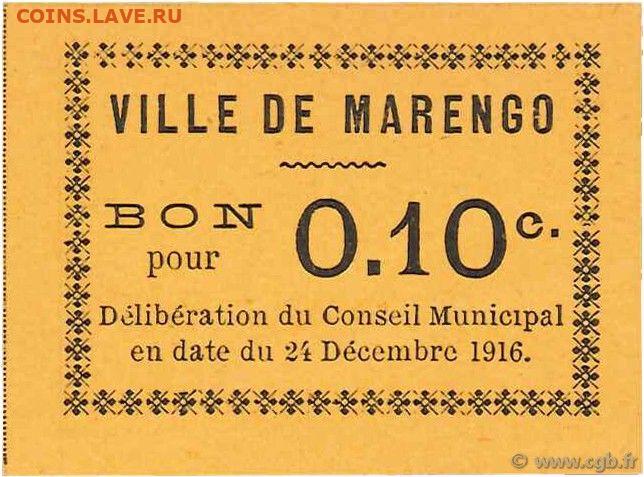 COINS.LAVE.RU
VILLE DE MARENGO
BON
pour
0.10c.
Délibération du Conseil Municipal
en date du 24 Décembre 1916.
© www.cgb.fr